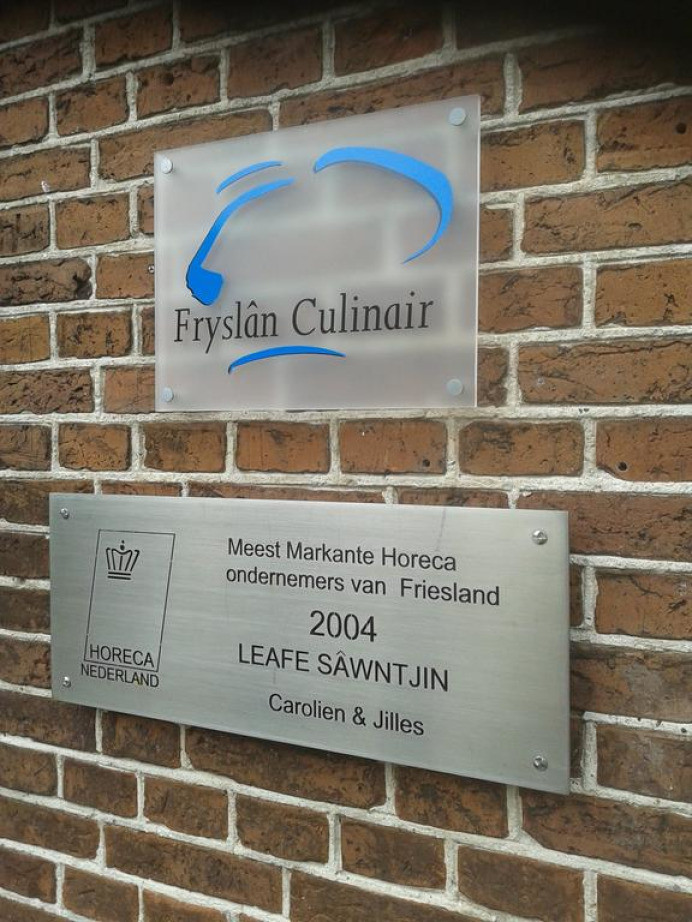 Fryslân Culinair
HORECA
NEDERLAND
Meest Markante Horeca
ondernemers van Friesland
2004
LEAFE SÂWNTJIN
Carolien & Jilles